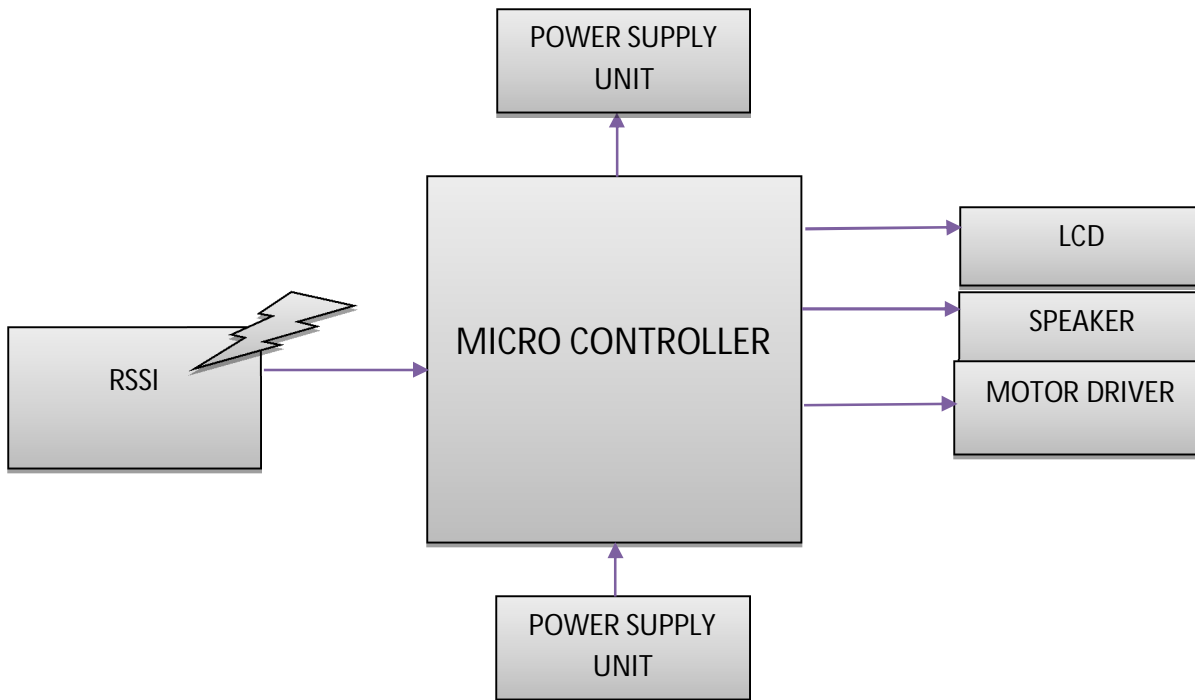 POWER SUPPLY
UNIT
LCD
SPEAKER
MICRO CONTROLLER
RSSI
MOTOR DRIVER
POWER SUPPLY
UNIT